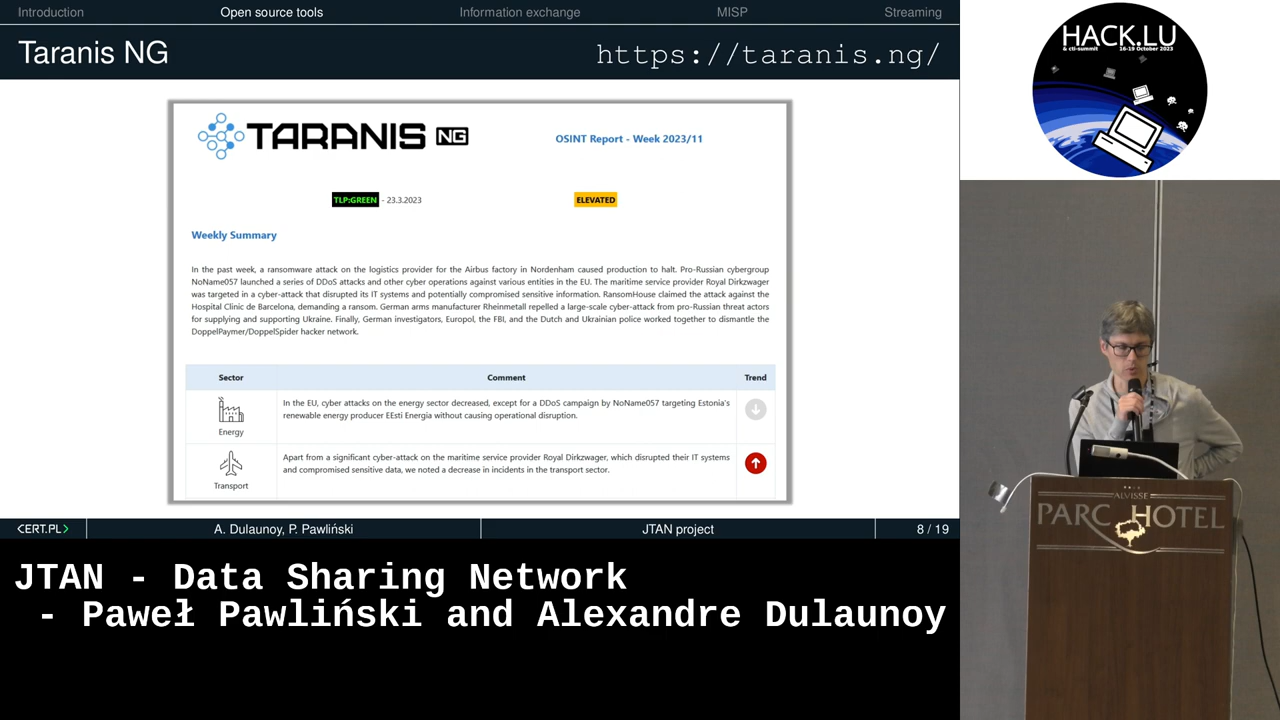 Introduction Open source tools Information exchange MISP Streaming
Taranis NG https://taranis.ng/
TARANIS NG
OSINT Report - Week 2023/11
TLP:GREEN - 23.3.2023
ELEVATED
Weekly Summary
In the past week, a ransomware attack on the logistics provider for the Airbus factory in Nordenham caused production to halt. Pro-Russian cybergroup
NoName057 launched a series of DDoS attacks and other cyber operations against various entities in the EU. The maritime service provider Royal Dirkzwager
was targeted in a cyber-attack that disrupted its IT systems and potentially compromised sensitive information. RansomHouse claimed the attack against the
Hospital Clinic de Barcelona, demanding a ransom. German arms manufacturer Rheinmetall repelled a large-scale cyber-attack from pro-Russian threat actors
for supplying and supporting Ukraine. Finally, German investigators, Europol, the FBI, and the Dutch and Ukrainian police worked together to dismantle the
DoppelPaymer/DoppelSpider hacker network.
Sector Comment Trend
In the EU, cyber attacks on the energy sector decreased, except for a DDoS campaign by NoName057 targeting Estonia's
renewable energy producer EEsti Energia without causing operational disruption.
Energy
Apart from a significant cyber-attack on the maritime service provider Royal Dirkzwager, which disrupted their IT systems
and compromised sensitive data, we noted a decrease in incidents in the transport sector.
Transport
CERT.PL> A. Dulaunoy, P. Pawliński JTAN project 8 / 19
JTAN - Data Sharing Network
- Paweł Pawliński and Alexandre Dulaunoy
HACK.LU
& cti-summit 16-19 October 2023
ALVISSE
PARC HOTEL